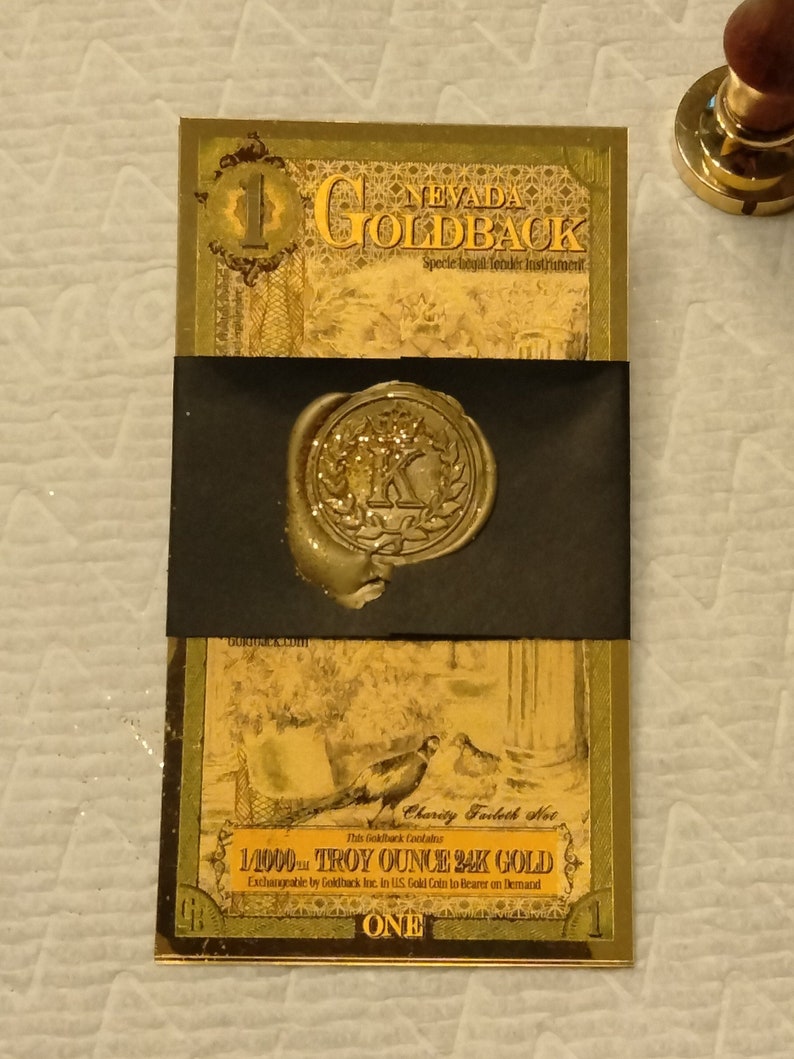 1
NEVADA
GOLDBACK
Specie Legal Tender Instrument
K
Goldback.com
Charity Faileth Not
This Goldback Contains
1/1000TH TROY OUNCE 24K GOLD
Exchangeable by Goldback Inc. in U.S. Gold Coin to Bearer on Demand
GB
ONE
1